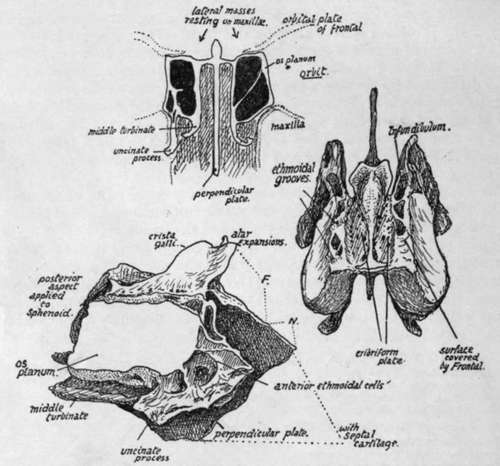 lateral masses
resting on maxillæ.
orbital plate
of frontal
os planum
orbit.
middle turbinate
maxilla
uncinate
process.
perpendicular
plate.
Infundibulum.
ethmoidal
grooves.
cribriform
plate.
surface
covered
by Frontal.
crista
galli.
alar
expansions.
posterior
aspect
applied
to
Sphenoid.
F.
N.
os
planum.
anterior ethmoidal cells
middle
turbinate
perpendicular plate.
uncinate
process
with
Septal
cartilage.